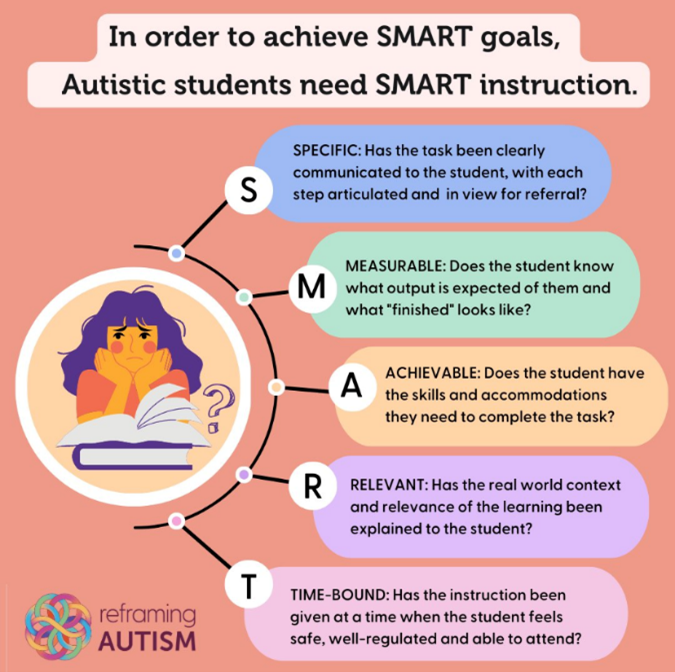 In order to achieve SMART goals,
Autistic students need SMART instruction.
S
SPECIFIC: Has the task been clearly
communicated to the student, with each
step articulated and in view for referral?
M
MEASURABLE: Does the student know
what output is expected of them and
what "finished" looks like?
A
ACHIEVABLE: Does the student have
the skills and accommodations
they need to complete the task?
?
R
RELEVANT: Has the real world context
and relevance of the learning been
explained to the student?
T
TIME-BOUND: Has the instruction been
given at a time when the student feels
safe, well-regulated and able to attend?
reframing
AUTISM